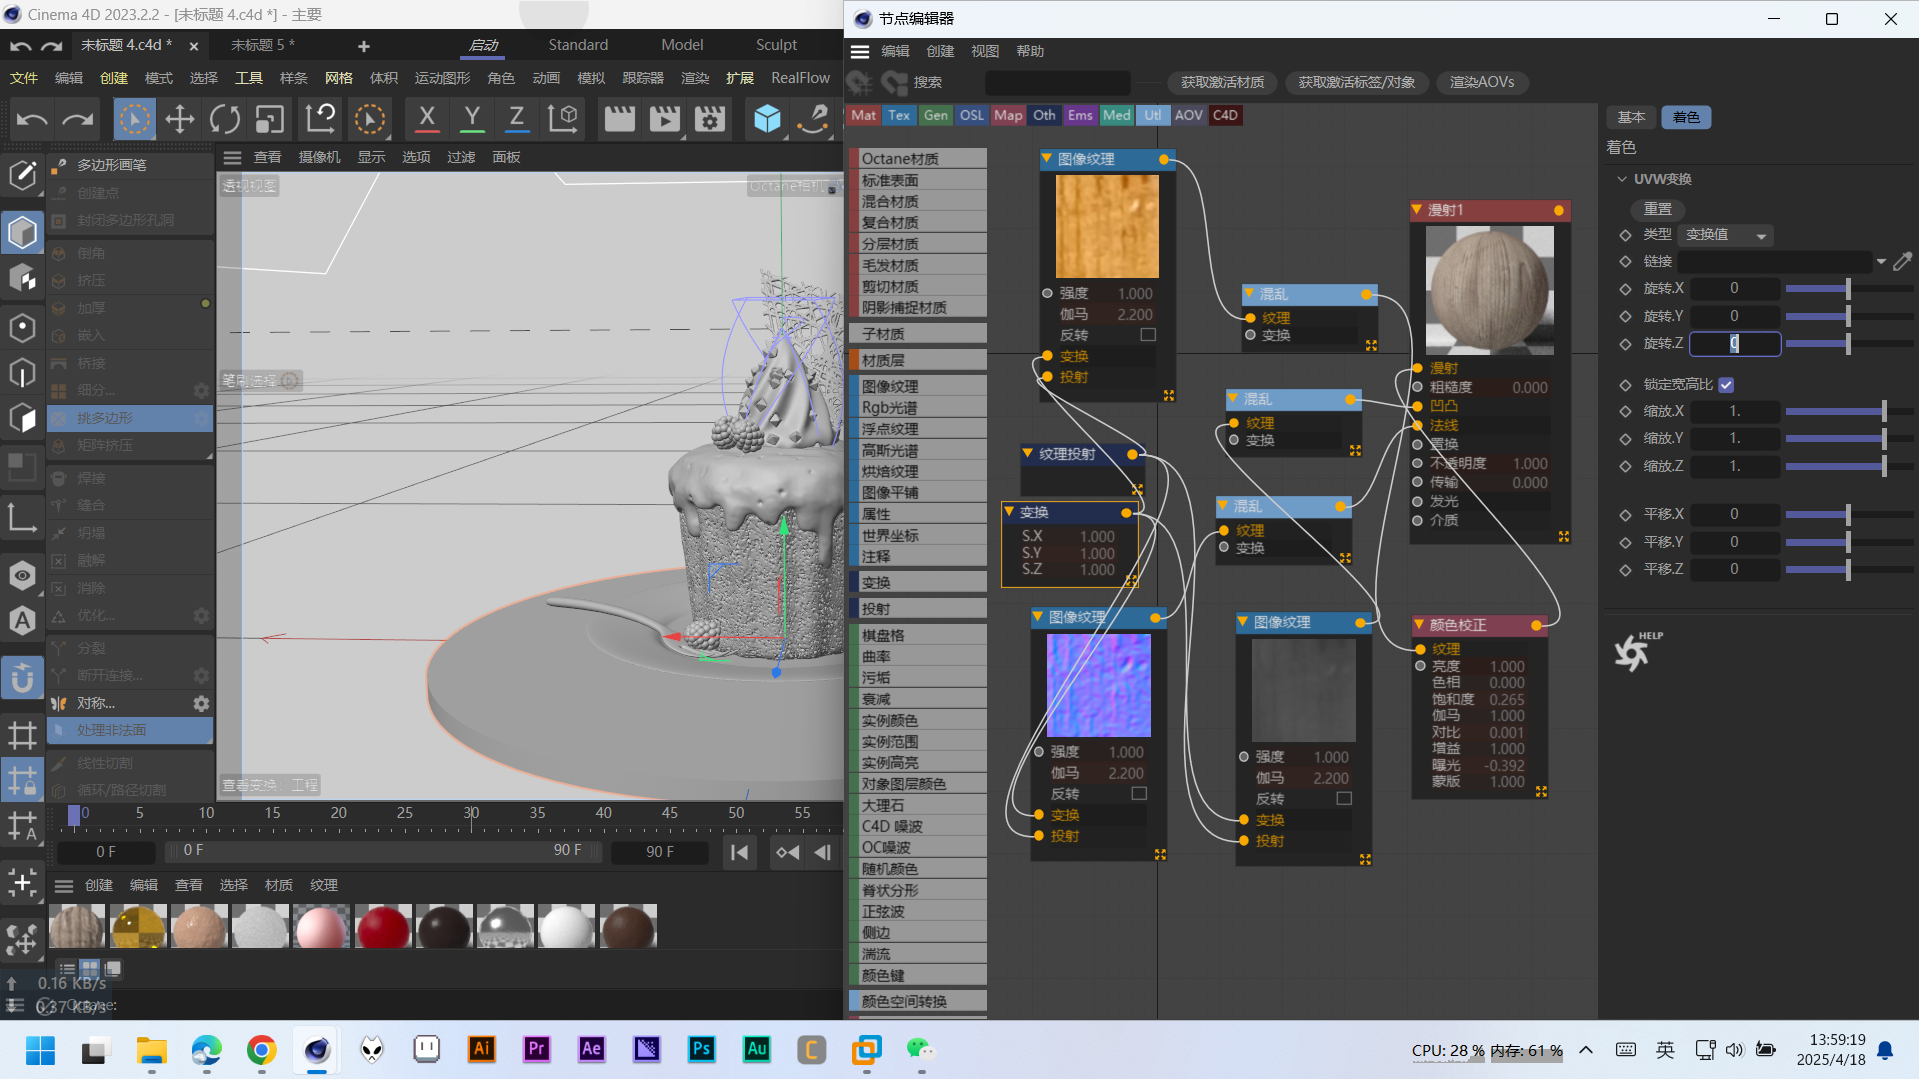 Cinema 4D 2023.2.2 - [未标题 4.c4d *] - 主要
未标题 4.c4d *
未标题 5 *
启动
Standard
Model
Sculpt
文件 编辑 创建 模式 选择 工具 样条 网格 体积 运动图形 角色 动画 模拟 跟踪器 渲染 扩展 RealFlow
X Y Z
多边形画笔
创建点
封闭多边形孔洞
倒角
挤压
加厚
嵌入
桥接
细分...
挑多边形
矩阵挤压
焊接
缝合
坍塌
融解
消除
优化...
分裂
断开连接...
对称...
处理非法面
线性切割
循环/路径切割
查看 摄像机 显示 选项 过滤 面板
透视视图
Octane相机
笔刷选择
查看变换：工程
0 5 10 15 20 25 30 35 40 45 50 55
0 F
0 F
90 F
90 F
创建 编辑 查看 选择 材质 纹理
0.16 KB/s
0.37 KB/s
Octane:
节点编辑器
编辑 创建 视图 帮助
搜索
获取激活材质
获取激活标签/对象
渲染AOVs
Mat Tex Gen OSL Map Oth Ems Med Utl AOV C4D
Octane材质
标准表面
混合材质
复合材质
分层材质
毛发材质
剪切材质
阴影捕捉材质
子材质
材质层
图像纹理
Rgb光谱
浮点纹理
高斯光谱
烘焙纹理
图像平铺
属性
世界坐标
注释
变换
投射
棋盘格
曲率
污垢
衰减
实例颜色
实例范围
实例高亮
对象图层颜色
大理石
C4D 噪波
OC噪波
随机颜色
脊状分形
正弦波
侧边
湍流
颜色键
颜色空间转换
图像纹理
强度 1.000
伽马 2.200
反转
变换
投射
混乱
纹理
变换
混乱
纹理
变换
混乱
纹理
变换
纹理投射
变换
S.X 1.000
S.Y 1.000
S.Z 1.000
图像纹理
强度 1.000
伽马 2.200
反转
变换
投射
图像纹理
强度 1.000
伽马 2.200
反转
变换
投射
漫射1
漫射
粗糙度 0.000
凹凸
法线
置换
不透明度 1.000
传输 0.000
发光
介质
颜色校正
纹理
亮度 1.000
色相 0.000
饱和度 0.265
伽马 1.000
对比 0.001
增益 1.000
曝光 -0.392
蒙版 1.000
基本
着色
着色
UVW变换
重置
类型 变换值
链接
旋转.X 0
旋转.Y 0
旋转.Z 0
锁定宽高比
缩放.X 1.
缩放.Y 1.
缩放.Z 1.
平移.X 0
平移.Y 0
平移.Z 0
HELP
Ai Pr Ae Ps Au C
CPU: 28 % 内存: 61 %
英
13:59:19
2025/4/18